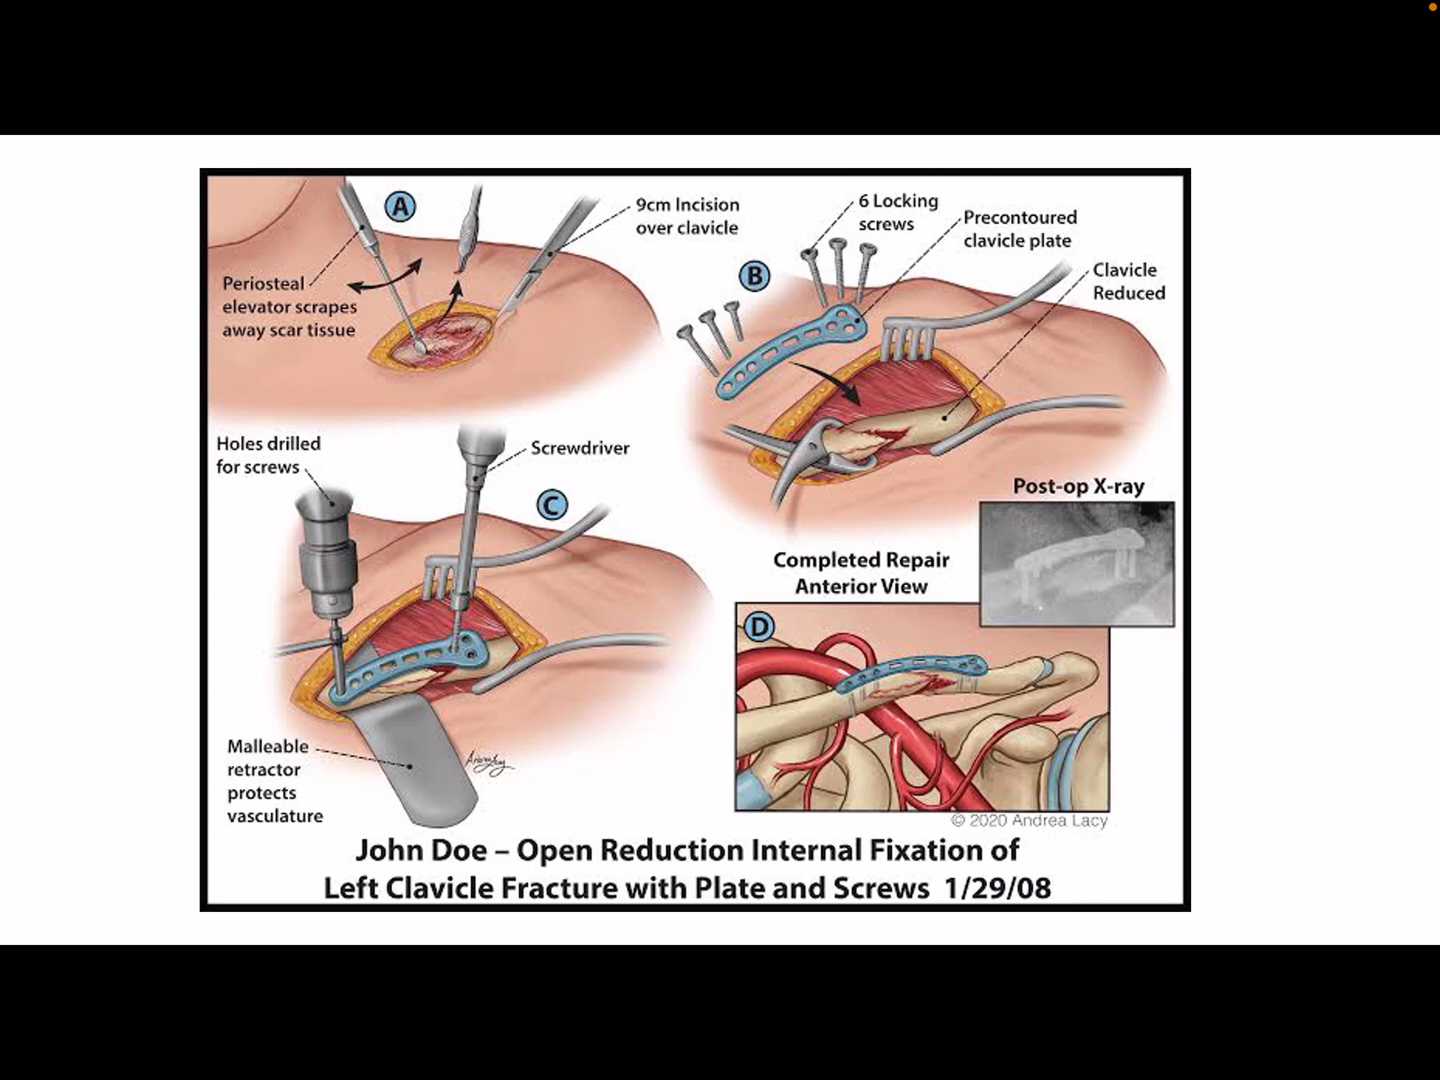 A
9cm Incision
over clavicle
Periosteal
elevator scrapes
away scar tissue
6 Locking
screws
Precontoured
clavicle plate
B
Clavicle
Reduced
Holes drilled
for screws
Screwdriver
C
Malleable
retractor
protects
vasculature
Post-op X-ray
Completed Repair
Anterior View
D
© 2020 Andrea Lacy
John Doe – Open Reduction Internal Fixation of
Left Clavicle Fracture with Plate and Screws 1/29/08